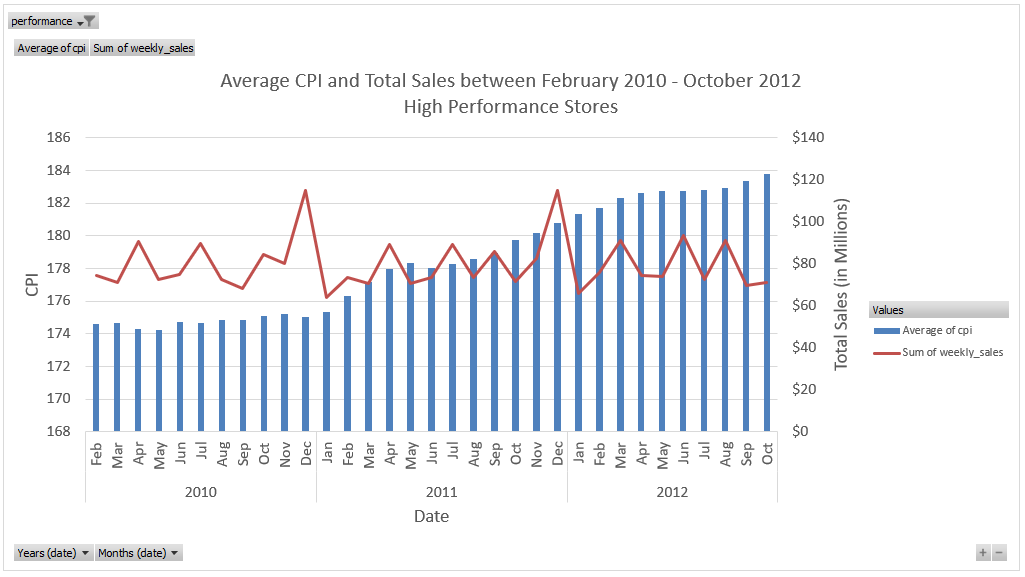 performance
Average of cpi Sum of weekly_sales
Average CPI and Total Sales between February 2010 - October 2012
High Performance Stores
CPI
186
184
182
180
178
176
174
172
170
168
$140
$120
$100
$80
$60
$40
$20
$0
Total Sales (in Millions)
Values
Average of cpi
Sum of weekly_sales
Feb Mar Apr May Jun Jul Aug Sep Oct Nov Dec Jan Feb Mar Apr May Jun Jul Aug Sep Oct Nov Dec Jan Feb Mar Apr May Jun Jul Aug Sep Oct
2010 2011 2012
Date
Years (date) Months (date)
+ −